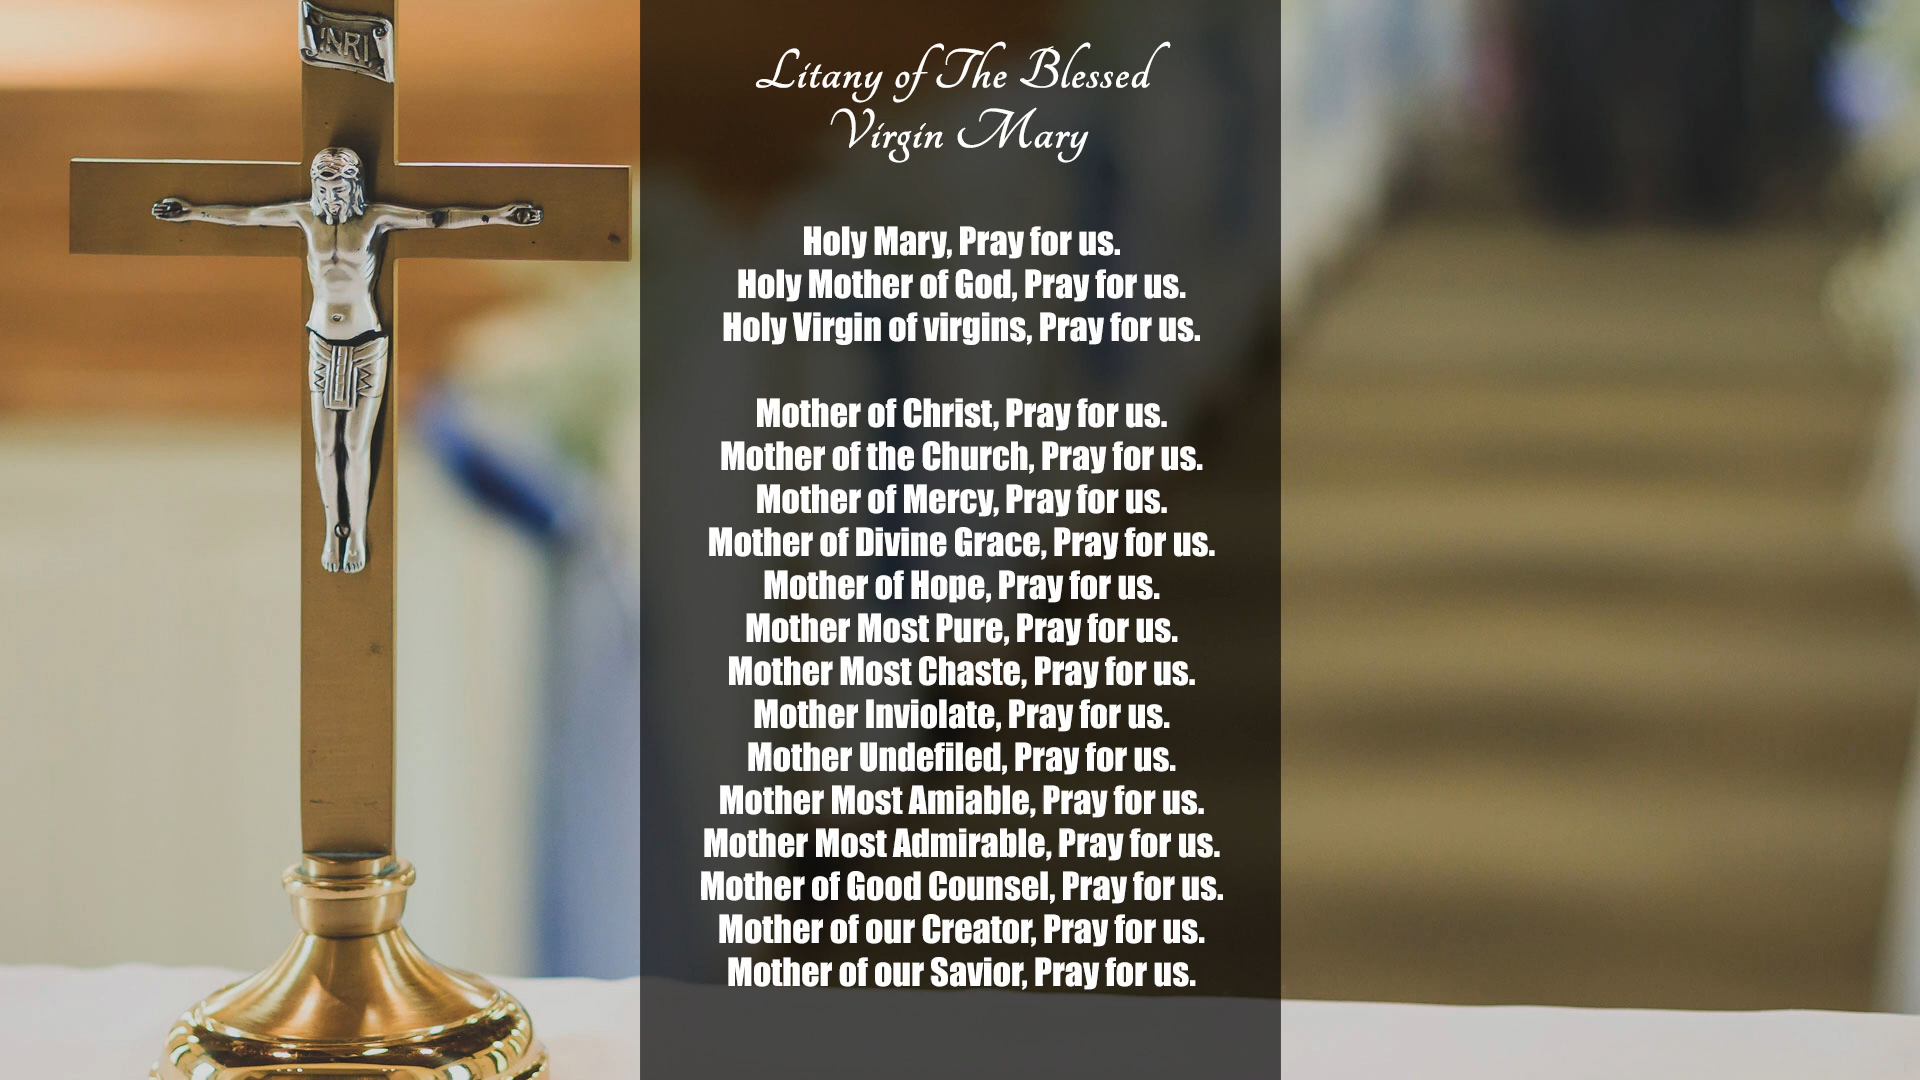 INRI
Litany of The Blessed
Virgin Mary
Holy Mary, Pray for us.
Holy Mother of God, Pray for us.
Holy Virgin of virgins, Pray for us.
Mother of Christ, Pray for us.
Mother of the Church, Pray for us.
Mother of Mercy, Pray for us.
Mother of Divine Grace, Pray for us.
Mother of Hope, Pray for us.
Mother Most Pure, Pray for us.
Mother Most Chaste, Pray for us.
Mother Inviolate, Pray for us.
Mother Undefiled, Pray for us.
Mother Most Amiable, Pray for us.
Mother Most Admirable, Pray for us.
Mother of Good Counsel, Pray for us.
Mother of our Creator, Pray for us.
Mother of our Savior, Pray for us.